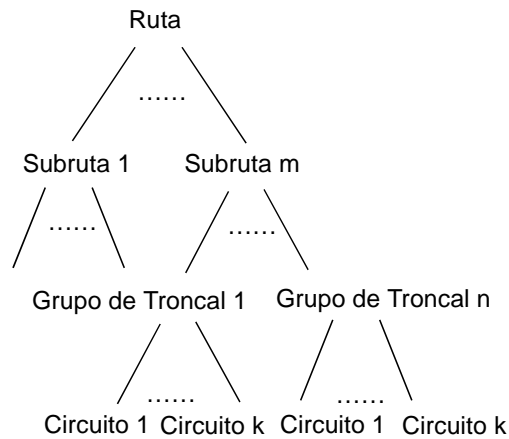 Ruta
……
Subruta 1 Subruta m
…… ……
Grupo de Troncal 1 Grupo de Troncal n
…… ……
Circuito 1 Circuito k Circuito 1 Circuito k